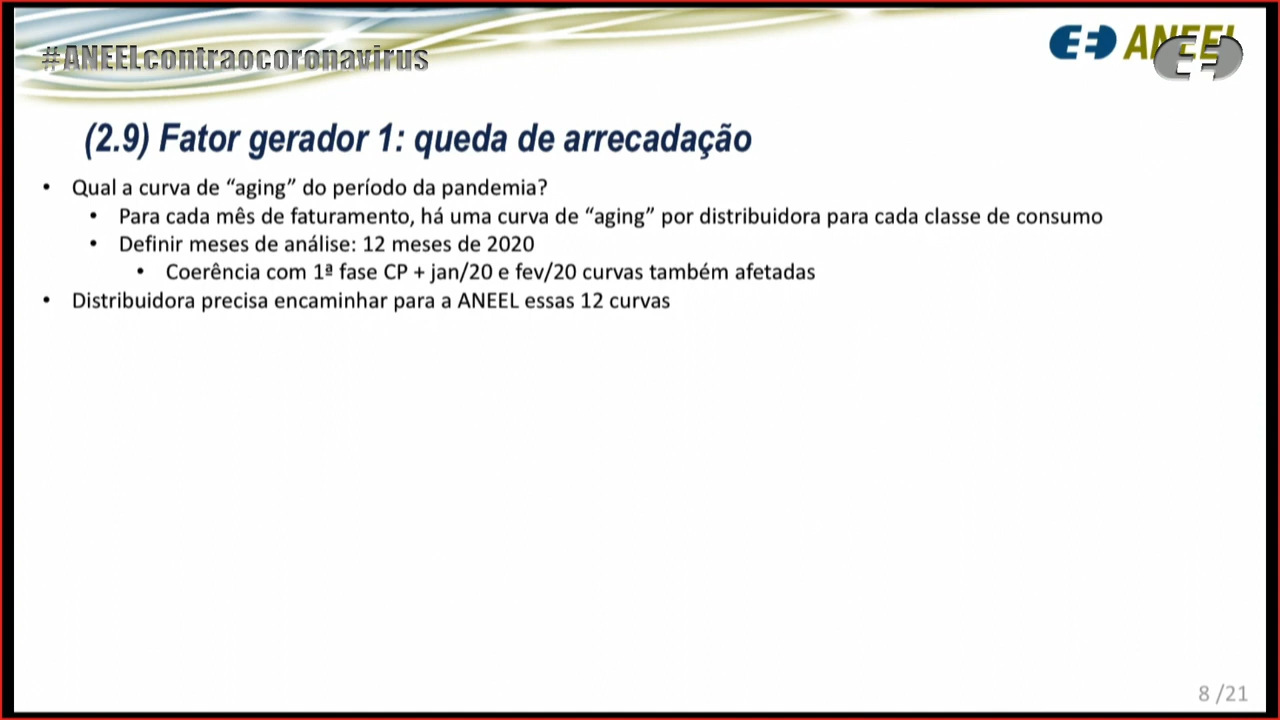 #ANEELcontraocoronavirus
ANEEL
(2.9) Fator gerador 1: queda de arrecadação
• Qual a curva de “aging” do período da pandemia?
• Para cada mês de faturamento, há uma curva de “aging” por distribuidora para cada classe de consumo
• Definir meses de análise: 12 meses de 2020
• Coerência com 1ª fase CP + jan/20 e fev/20 curvas também afetadas
• Distribuidora precisa encaminhar para a ANEEL essas 12 curvas
8 /21